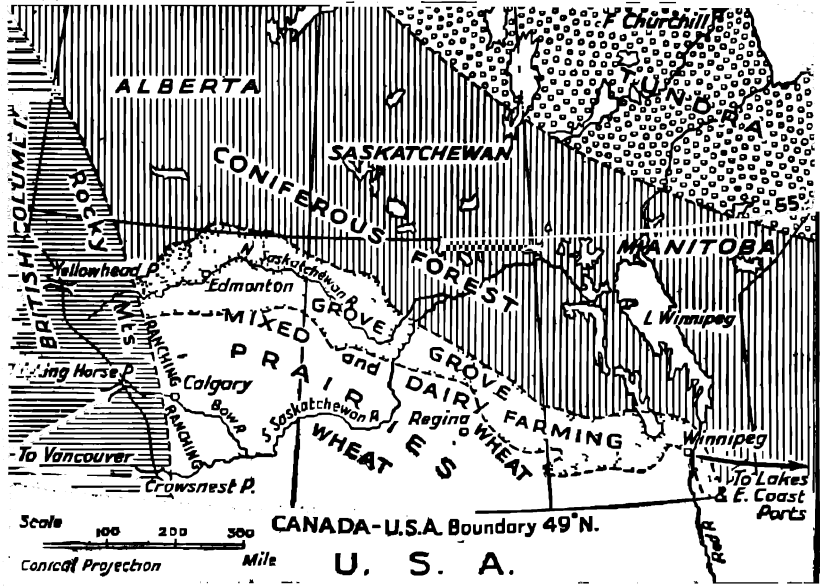 F. Churchill
TUNDRA
ALBERTA
SASKATCHEWAN
CONIFEROUS FOREST
55°
MANITOBA
BRITISH COLUMB
ROCKY Mts
Yellowhead P.
N Saskatchewan R.
Edmonton
GROVE
MIXED and DAIRY FARMING
GROVE
L Winnipeg
PRAIRIES
RANCHING
ing Horse P.
Calgary
RANCHING
Bow R.
S Saskatchewan R.
Regina
WHEAT
WHEAT
Winnipeg
To Vancouver
Crowsnest P.
To Lakes
& E. Coast
Ports
Red R.
CANADA-U.S.A. Boundary 49°N.
Scale
100 200 300
Mile
Conical Projection
U. S. A.